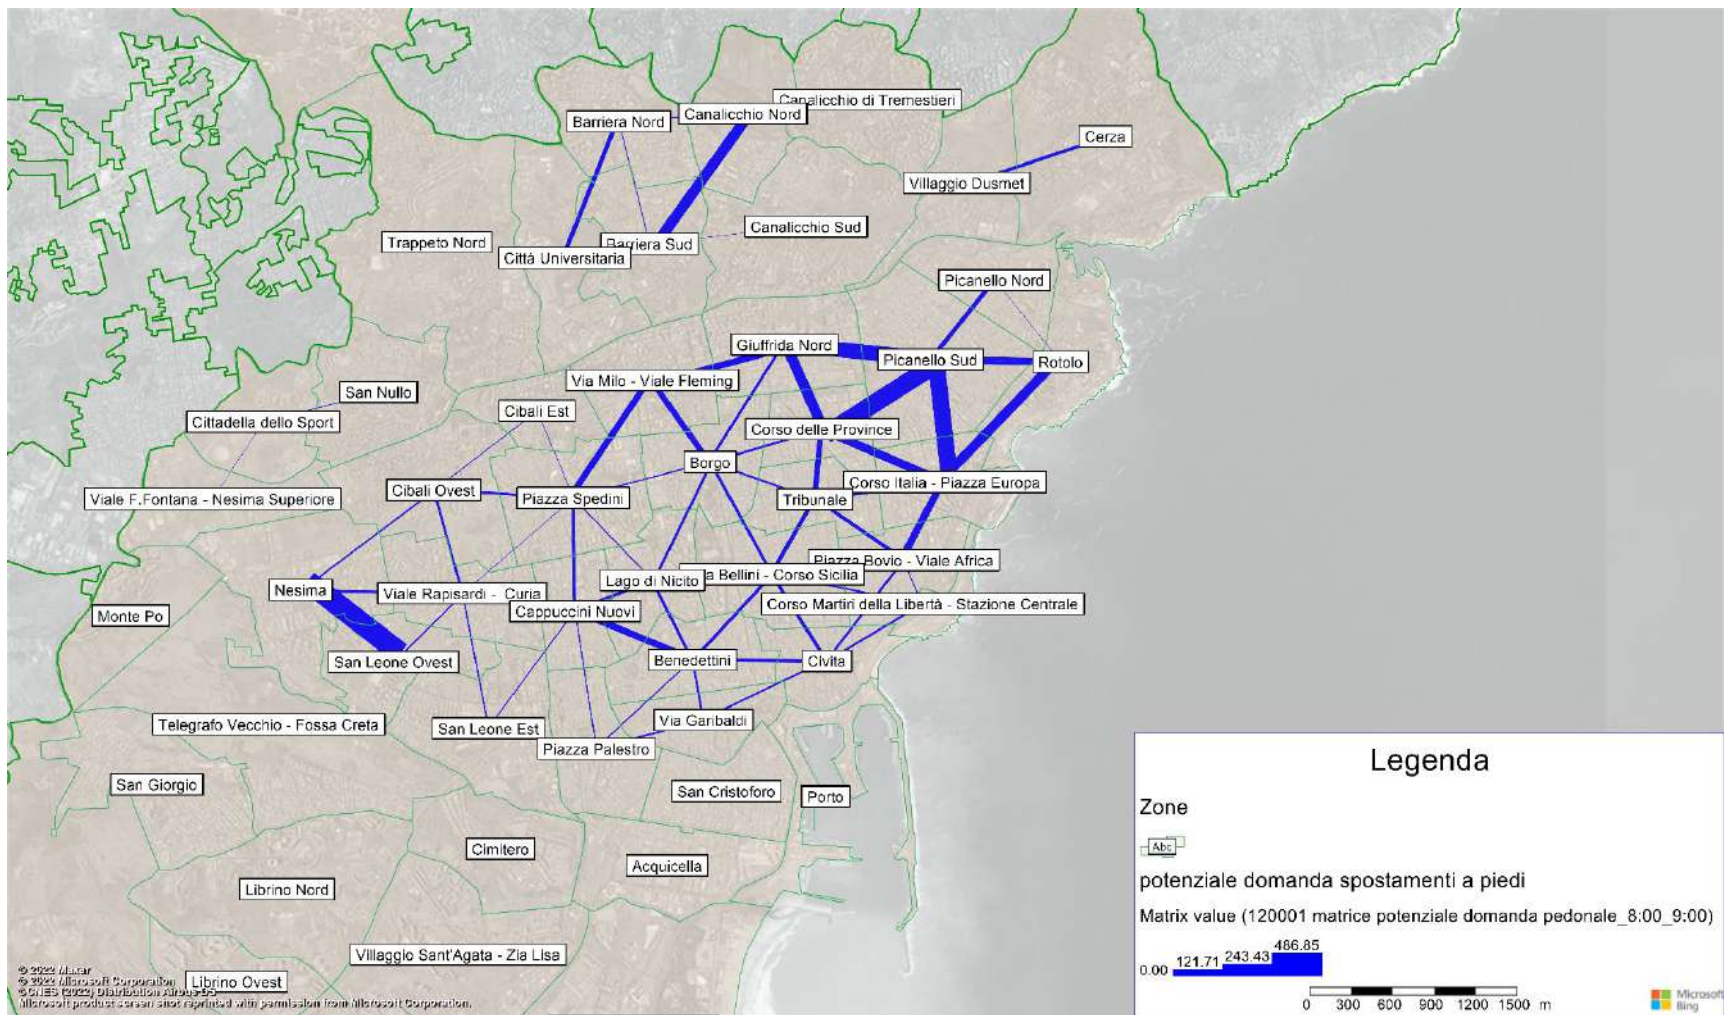 Canalicchio di Tremestieri
Barriera Nord
Canalicchio Nord
Cerza
Villaggio Dusmet
Canalicchio Sud
Trappeto Nord
Barriera Sud
Città Universitaria
Picanello Nord
Giuffrida Nord
Picanello Sud
Rotolo
Via Milo - Viale Fleming
San Nullo
Cibali Est
Cittadella dello Sport
Corso delle Province
Borgo
Cibali Ovest
Corso Italia - Piazza Europa
Viale F.Fontana - Nesima Superiore
Piazza Spedini
Tribunale
Piazza Bovio - Viale Africa
Lago di Nicito
a Bellini - Corso Sicilia
Nesima
Viale Rapisardi - Curia
Corso Martiri della Libertà - Stazione Centrale
Monte Po
Cappuccini Nuovi
San Leone Ovest
Benedettini
Civita
Telegrafo Vecchio - Fossa Creta
Via Garibaldi
San Leone Est
Piazza Palestro
San Giorgio
San Cristoforo
Porto
Cimitero
Acquicella
Librino Nord
Villaggio Sant'Agata - Zia Lisa
Librino Ovest
Legenda
Zone
Abc
potenziale domanda spostamenti a piedi
Matrix value (120001 matrice potenziale domanda pedonale_8:00_9:00)
0.00 121.71 243.43 486.85
0 300 600 900 1200 1500 m
Microsoft
Bing
© 2022 Maxar
© 2022 Microsoft Corporation
© CNES (2022) Distribution Airbus DS
Microsoft product screen shot reprinted with permission from Microsoft Corporation.